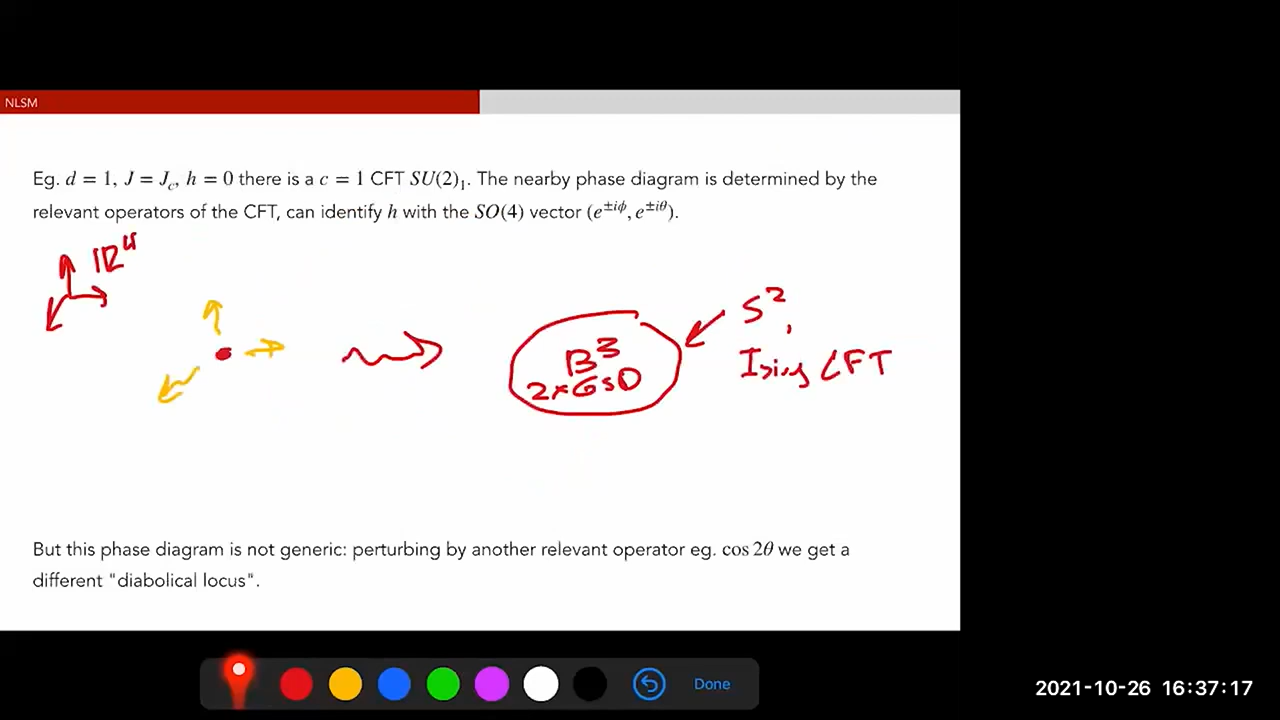 NLSM
Eg. d = 1, J = J_c, h = 0 there is a c = 1 CFT SU(2)_1. The nearby phase diagram is determined by the
relevant operators of the CFT, can identify h with the SO(4) vector (e^{±iϕ}, e^{±iθ}).
ℝ^4
B^3
2×GSD
S^2,
Ising CFT
But this phase diagram is not generic: perturbing by another relevant operator eg. cos 2θ we get a
different "diabolical locus".
Done
2021-10-26 16:37:17